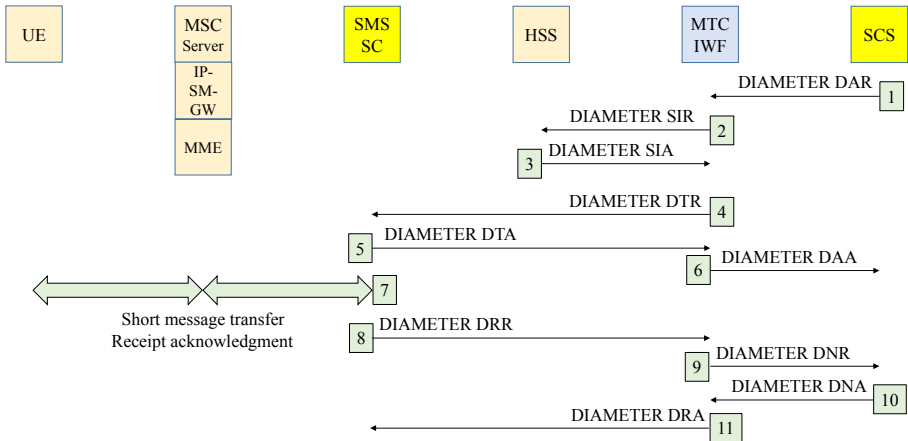 UE
MSC
Server
SMS
SC
HSS
MTC
IWF
SCS
IP-
SM-
GW
MME
DIAMETER DAR
1
DIAMETER SIR
2
3
DIAMETER SIA
DIAMETER DTR
4
5
DIAMETER DTA
6
DIAMETER DAA
7
Short message transfer
Receipt acknowledgment
8
DIAMETER DRR
9
DIAMETER DNR
DIAMETER DNA
10
DIAMETER DRA
11